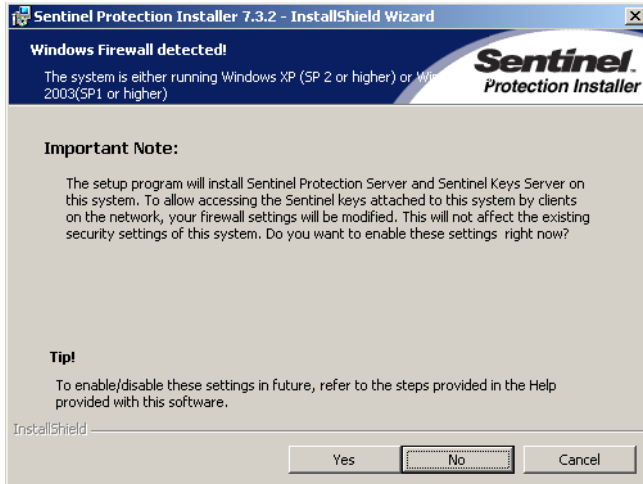 Sentinel Protection Installer 7.3.2 - InstallShield Wizard
Windows Firewall detected!
The system is either running Windows XP (SP 2 or higher) or
2003(SP1 or higher)
Sentinel.
Protection Installer
Important Note:
The setup program will install Sentinel Protection Server and Sentinel Keys Server on
this system. To allow accessing the Sentinel keys attached to this system by clients
on the network, your firewall settings will be modified. This will not affect the existing
security settings of this system. Do you want to enable these settings right now?
Tip!
To enable/disable these settings in future, refer to the steps provided in the Help
provided with this software.
InstallShield
Yes
No
Cancel